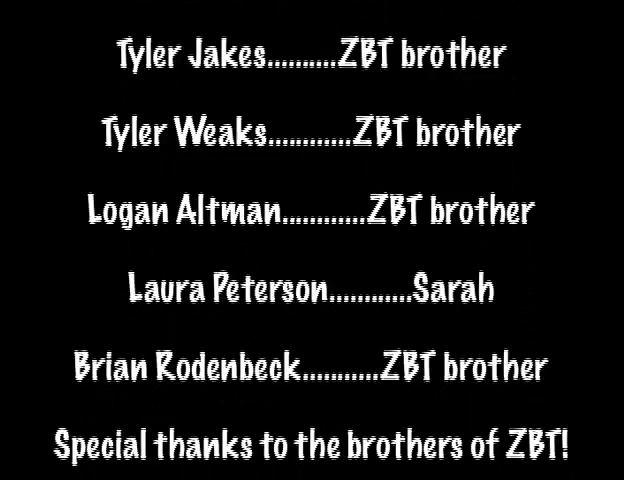 Tyler Jakes..........ZBT brother
Tyler Weaks............ZBT brother
Logan Altman............ZBT brother
Laura Peterson............Sarah
Brian Rodenbeck...........ZBT brother
Special thanks to the brothers of ZBT!